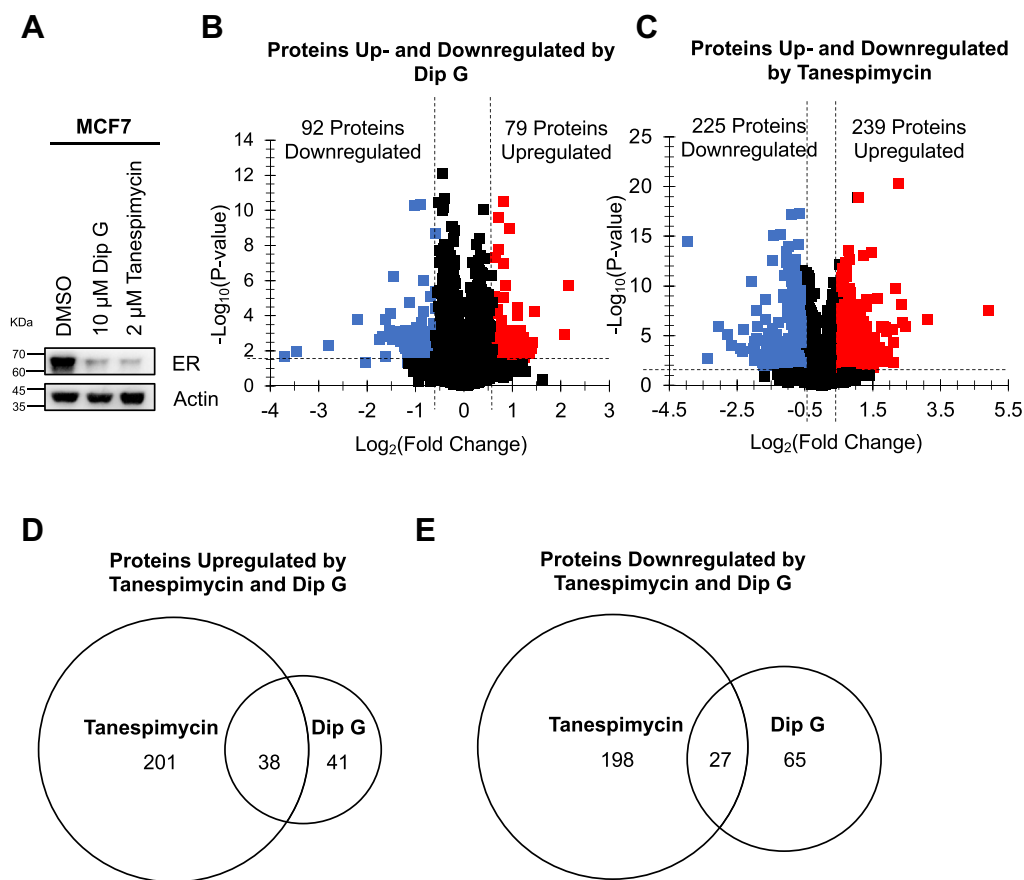 A
MCF7
DMSO
10 µM Dip G
2 µM Tanespimycin
KDa
70
60
ER
45
35
Actin
B
Proteins Up- and Downregulated by
Dip G
92 Proteins
Downregulated
79 Proteins
Upregulated
-Log10(P-value)
14
12
10
8
6
4
2
0
-4 -3 -2 -1 0 1 2 3
Log2(Fold Change)
C
Proteins Up- and Downregulated
by Tanespimycin
225 Proteins
Downregulated
239 Proteins
Upregulated
-Log10(P-value)
25
20
15
10
5
0
-4.5 -2.5 -0.5 1.5 3.5 5.5
Log2(Fold Change)
D
Proteins Upregulated by
Tanespimycin and Dip G
Tanespimycin
201
38
Dip G
41
E
Proteins Downregulated by
Tanespimycin and Dip G
Tanespimycin
198
27
Dip G
65